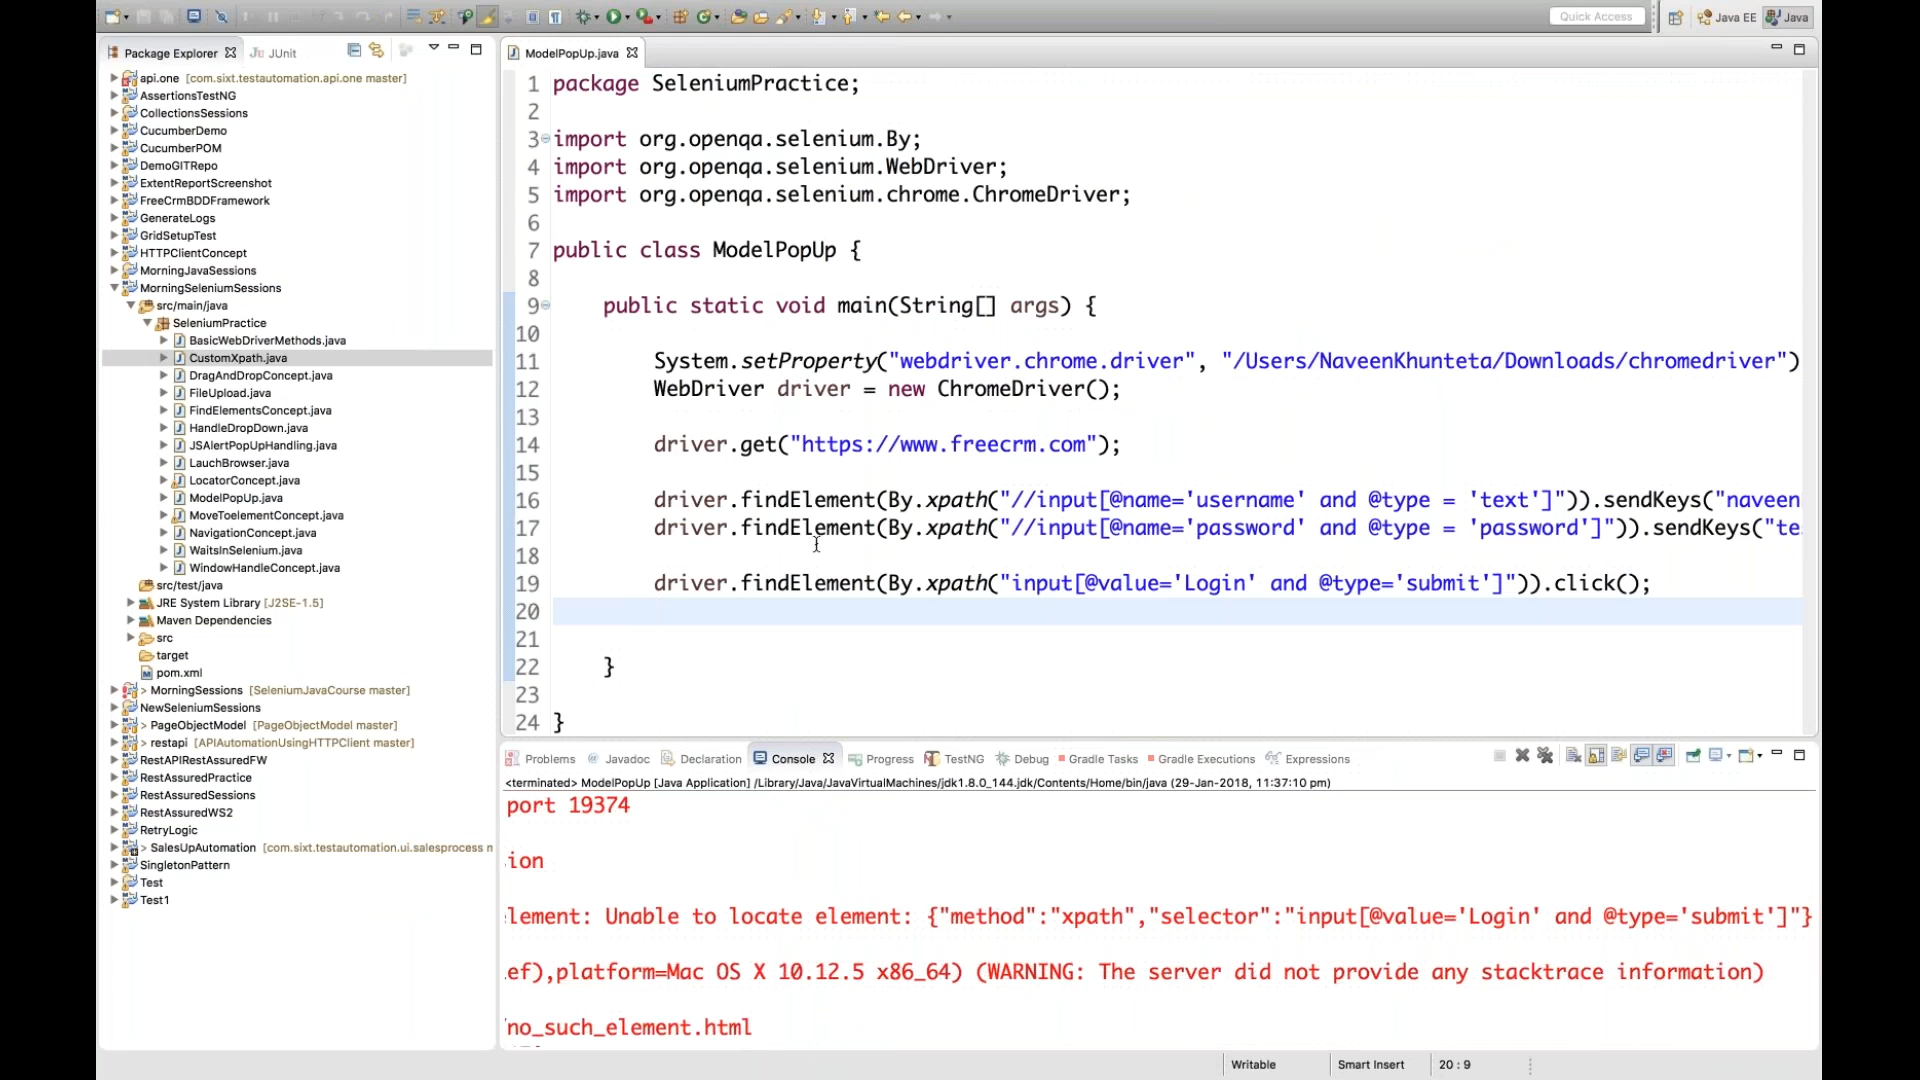 Quick Access
Java EE
Java
Package Explorer
JUnit
ModelPopUp.java
api.one [com.sixt.testautomation.api.one master]
AssertionsTestNG
CollectionsSessions
CucumberDemo
CucumberPOM
DemoGITRepo
ExtentReportScreenshot
FreeCrmBDDFramework
GenerateLogs
GridSetupTest
HTTPClientConcept
MorningJavaSessions
MorningSeleniumSessions
src/main/java
SeleniumPractice
BasicWebDriverMethods.java
CustomXpath.java
DragAndDropConcept.java
FileUpload.java
FindElementsConcept.java
HandleDropDown.java
JSAlertPopUpHandling.java
LauchBrowser.java
LocatorConcept.java
ModelPopUp.java
MoveToelementConcept.java
NavigationConcept.java
WaitsInSelenium.java
WindowHandleConcept.java
src/test/java
JRE System Library [J2SE-1.5]
Maven Dependencies
src
target
pom.xml
> MorningSessions [SeleniumJavaCourse master]
NewSeleniumSessions
> PageObjectModel [PageObjectModel master]
> restapi [APIAutomationUsingHTTPClient master]
RestAPIRestAssuredFW
RestAssuredPractice
RestAssuredSessions
RestAssuredWS2
RetryLogic
> SalesUpAutomation [com.sixt.testautomation.ui.salesprocess m
SingletonPattern
Test
Test1
1 package SeleniumPractice;
2
3 import org.openqa.selenium.By;
4 import org.openqa.selenium.WebDriver;
5 import org.openqa.selenium.chrome.ChromeDriver;
6
7 public class ModelPopUp {
8
9 public static void main(String[] args) {
10
11 System.setProperty("webdriver.chrome.driver", "/Users/NaveenKhunteta/Downloads/chromedriver")
12 WebDriver driver = new ChromeDriver();
13
14 driver.get("https://www.freecrm.com");
15
16 driver.findElement(By.xpath("//input[@name='username' and @type = 'text']")).sendKeys("naveen
17 driver.findElement(By.xpath("//input[@name='password' and @type = 'password']")).sendKeys("te
18
19 driver.findElement(By.xpath("input[@value='Login' and @type='submit']")).click();
20
21
22 }
23
24 }
Problems
Javadoc
Declaration
Console
Progress
TestNG
Debug
Gradle Tasks
Gradle Executions
Expressions
<terminated> ModelPopUp [Java Application] /Library/Java/JavaVirtualMachines/jdk1.8.0_144.jdk/Contents/Home/bin/java (29-Jan-2018, 11:37:10 pm)
port 19374
ion
lement: Unable to locate element: {"method":"xpath","selector":"input[@value='Login' and @type='submit']"}
ef),platform=Mac OS X 10.12.5 x86_64) (WARNING: The server did not provide any stacktrace information)
/no_such_element.html
Writable
Smart Insert
20 : 9